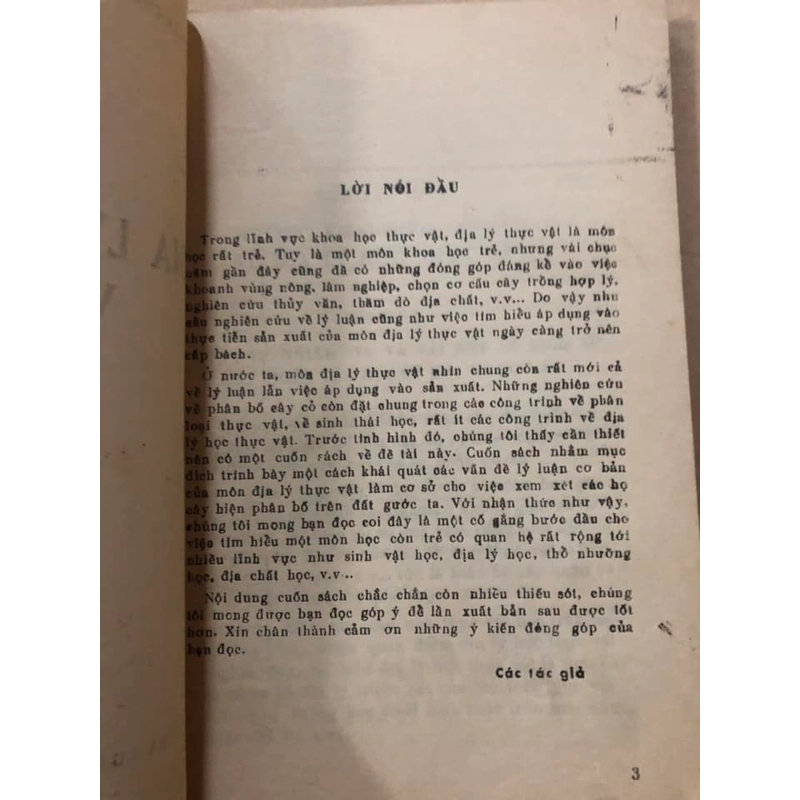 LỜI NÓI ĐẦU
Trong lĩnh vực khoa học thực vật, địa lý thực vật là môn
học rất trẻ. Tuy là một môn khoa học trẻ, nhưng vài chục
năm gần đây cũng đã có những đóng góp đáng kể vào việc
khoanh vùng nông, lâm nghiệp, chọn cơ cấu cây trồng hợp lý,
nghiên cứu thủy văn, thăm dò địa chất, v.v... Do vậy nhu
cầu nghiên cứu về lý luận cũng như việc tìm hiểu áp dụng vào
thực tiễn sản xuất của môn địa lý thực vật ngày càng trở nên
cấp bách.
Ở nước ta, môn địa lý thực vật nhìn chung còn rất mới cả
về lý luận lẫn việc áp dụng vào sản xuất. Những nghiên cứu
về phân bố cây cỏ còn đặt chung trong các công trình về phân
loại thực vật, về sinh thái học, rất ít các công trình về địa
lý học thực vật. Trước tình hình đó, chúng tôi thấy cần thiết
nên có một cuốn sách về đề tài này. Cuốn sách nhằm mục
đích trình bày một cách khái quát các vấn đề lý luận cơ bản
của môn địa lý thực vật làm cơ sở cho việc xem xét các họ
cây hiện phân bố trên đất gước ta. Với nhận thức như vậy,
chúng tôi mong bạn đọc coi đây là một cố gắng bước đầu cho
việc tìm hiểu một môn học còn trẻ có quan hệ rất rộng tới
nhiều lĩnh vực như sinh vật học, địa lý học, thổ nhưỡng
học, địa chất học, v.v...
Nội dung cuốn sách chắc chắn còn nhiều thiếu sót, chúng
tôi mong được bạn đọc góp ý để lần xuất bản sau được tốt
hơn. Xin chân thành cảm ơn những ý kiến đóng góp của
bạn đọc.
Các tác giả
3